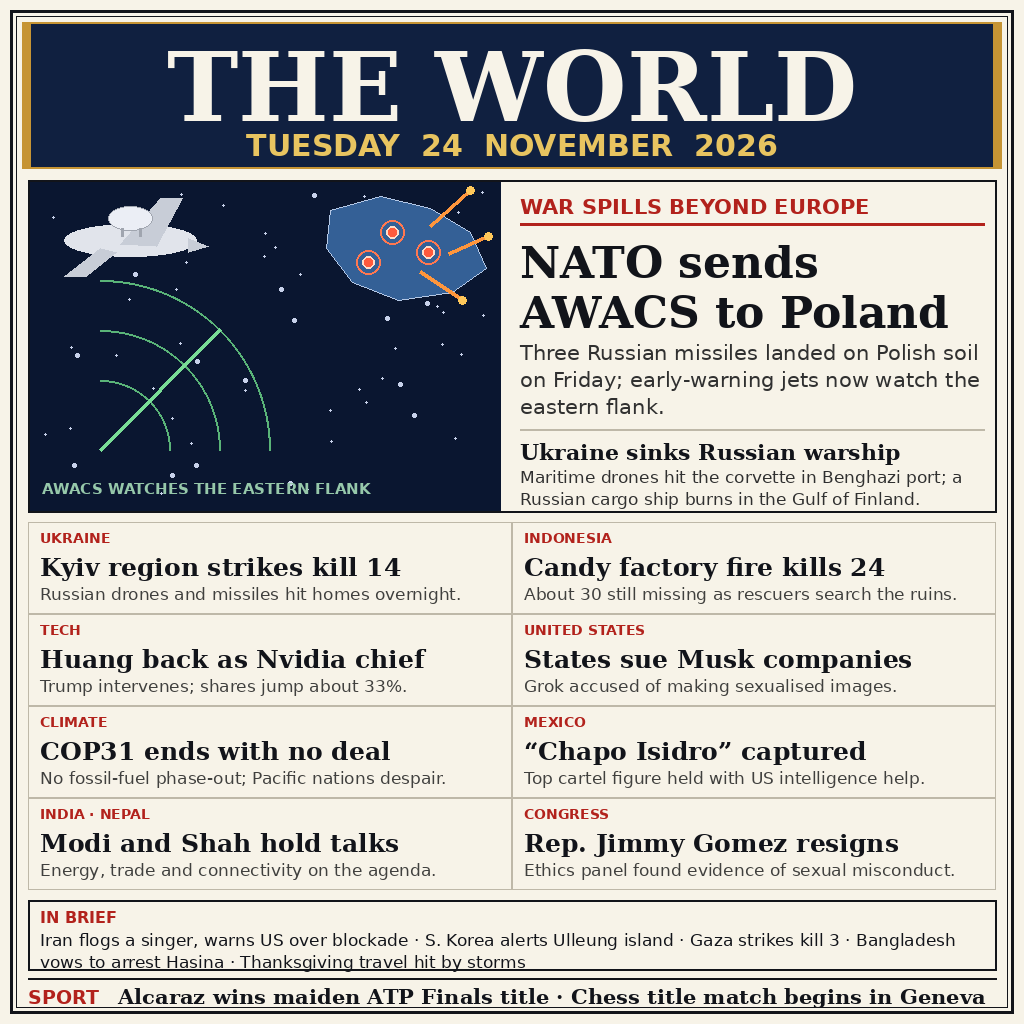 THE WORLD
TUESDAY 24 NOVEMBER 2026
AWACS WATCHES THE EASTERN FLANK
WAR SPILLS BEYOND EUROPE
NATO sends
AWACS to Poland
Three Russian missiles landed on Polish soil
on Friday; early-warning jets now watch the
eastern flank.
Ukraine sinks Russian warship
Maritime drones hit the corvette in Benghazi port; a
Russian cargo ship burns in the Gulf of Finland.
UKRAINE
Kyiv region strikes kill 14
Russian drones and missiles hit homes overnight.
INDONESIA
Candy factory fire kills 24
About 30 still missing as rescuers search the ruins.
TECH
Huang back as Nvidia chief
Trump intervenes; shares jump about 33%.
UNITED STATES
States sue Musk companies
Grok accused of making sexualised images.
CLIMATE
COP31 ends with no deal
No fossil-fuel phase-out; Pacific nations despair.
MEXICO
“Chapo Isidro” captured
Top cartel figure held with US intelligence help.
INDIA · NEPAL
Modi and Shah hold talks
Energy, trade and connectivity on the agenda.
CONGRESS
Rep. Jimmy Gomez resigns
Ethics panel found evidence of sexual misconduct.
IN BRIEF
Iran flogs a singer, warns US over blockade · S. Korea alerts Ulleung island · Gaza strikes kill 3 · Bangladesh
vows to arrest Hasina · Thanksgiving travel hit by storms
SPORT Alcaraz wins maiden ATP Finals title · Chess title match begins in Geneva